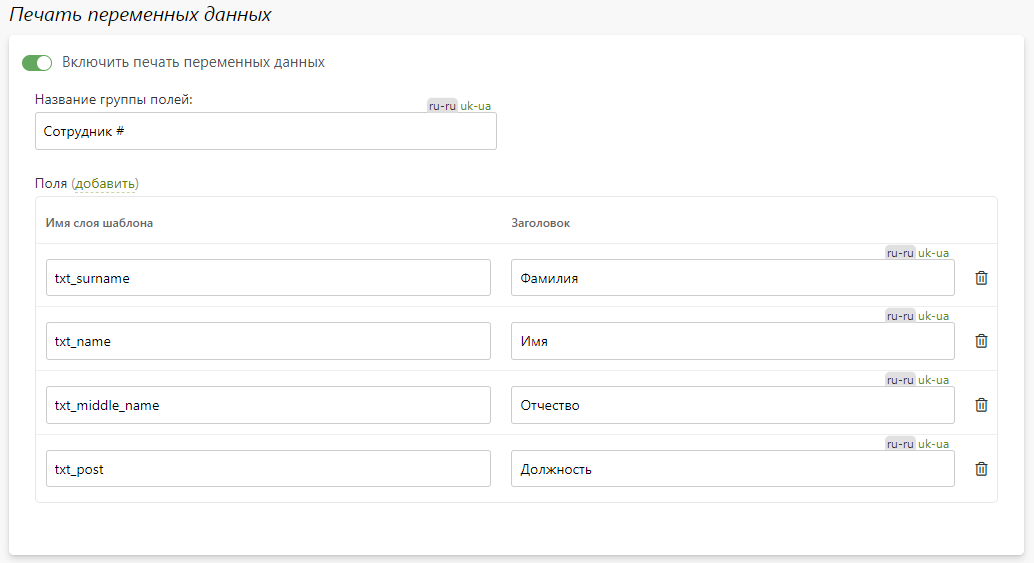 Печать переменных данных
Включить печать переменных данных
Название группы полей:
ru-ru uk-ua
Сотрудник #
Поля (добавить)
Имя слоя шаблона Заголовок
ru-ru uk-ua
txt_surname Фамилия
ru-ru uk-ua
txt_name Имя
ru-ru uk-ua
txt_middle_name Отчество
ru-ru uk-ua
txt_post Должность